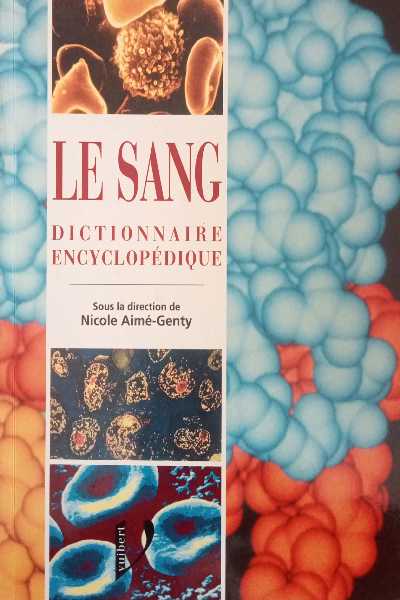 LE SANG
DICTIONNAIRE
ENCYCLOPÉDIQUE
Sous la direction de
Nicole Aimé-Genty
vuibert